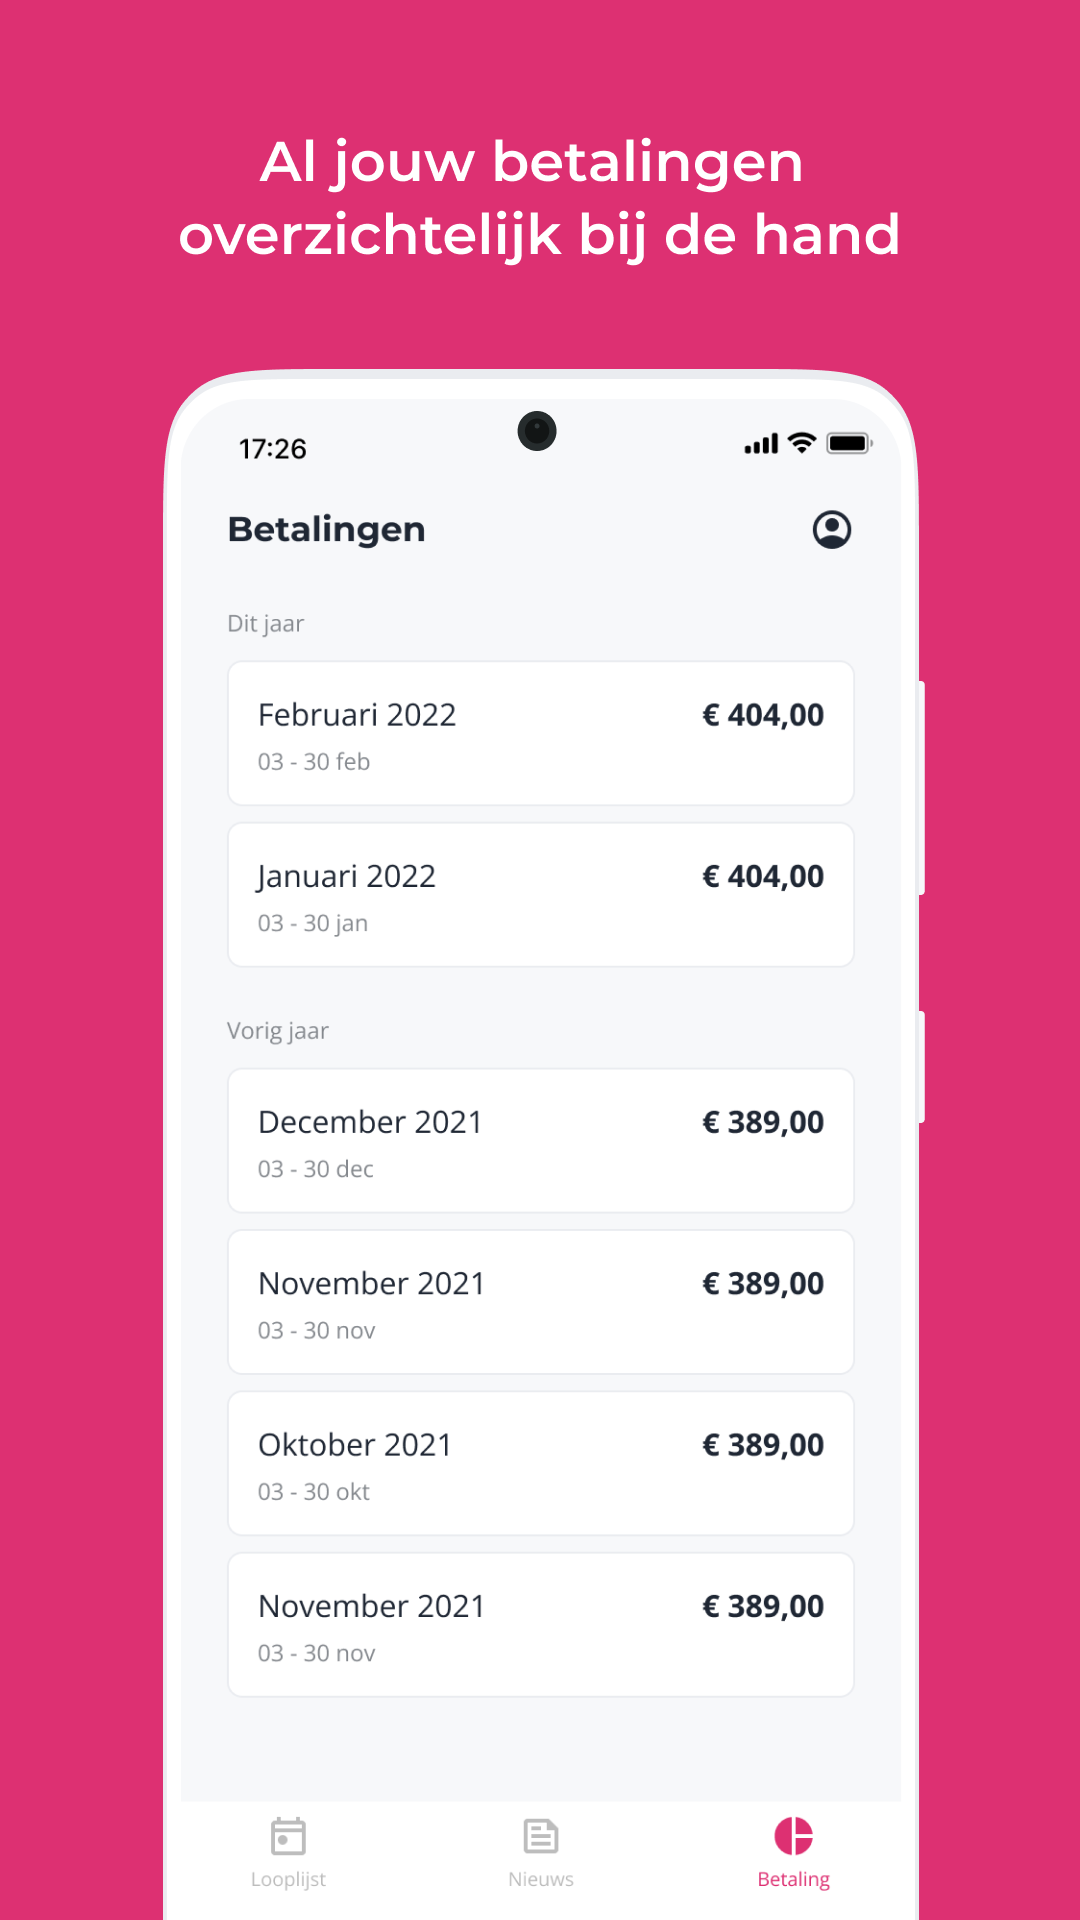 Al jouw betalingen
overzichtelijk bij de hand
17:26
Betalingen
Dit jaar
Februari 2022 € 404,00
03 - 30 feb
Januari 2022 € 404,00
03 - 30 jan
Vorig jaar
December 2021 € 389,00
03 - 30 dec
November 2021 € 389,00
03 - 30 nov
Oktober 2021 € 389,00
03 - 30 okt
November 2021 € 389,00
03 - 30 nov
Looplijst Nieuws Betaling